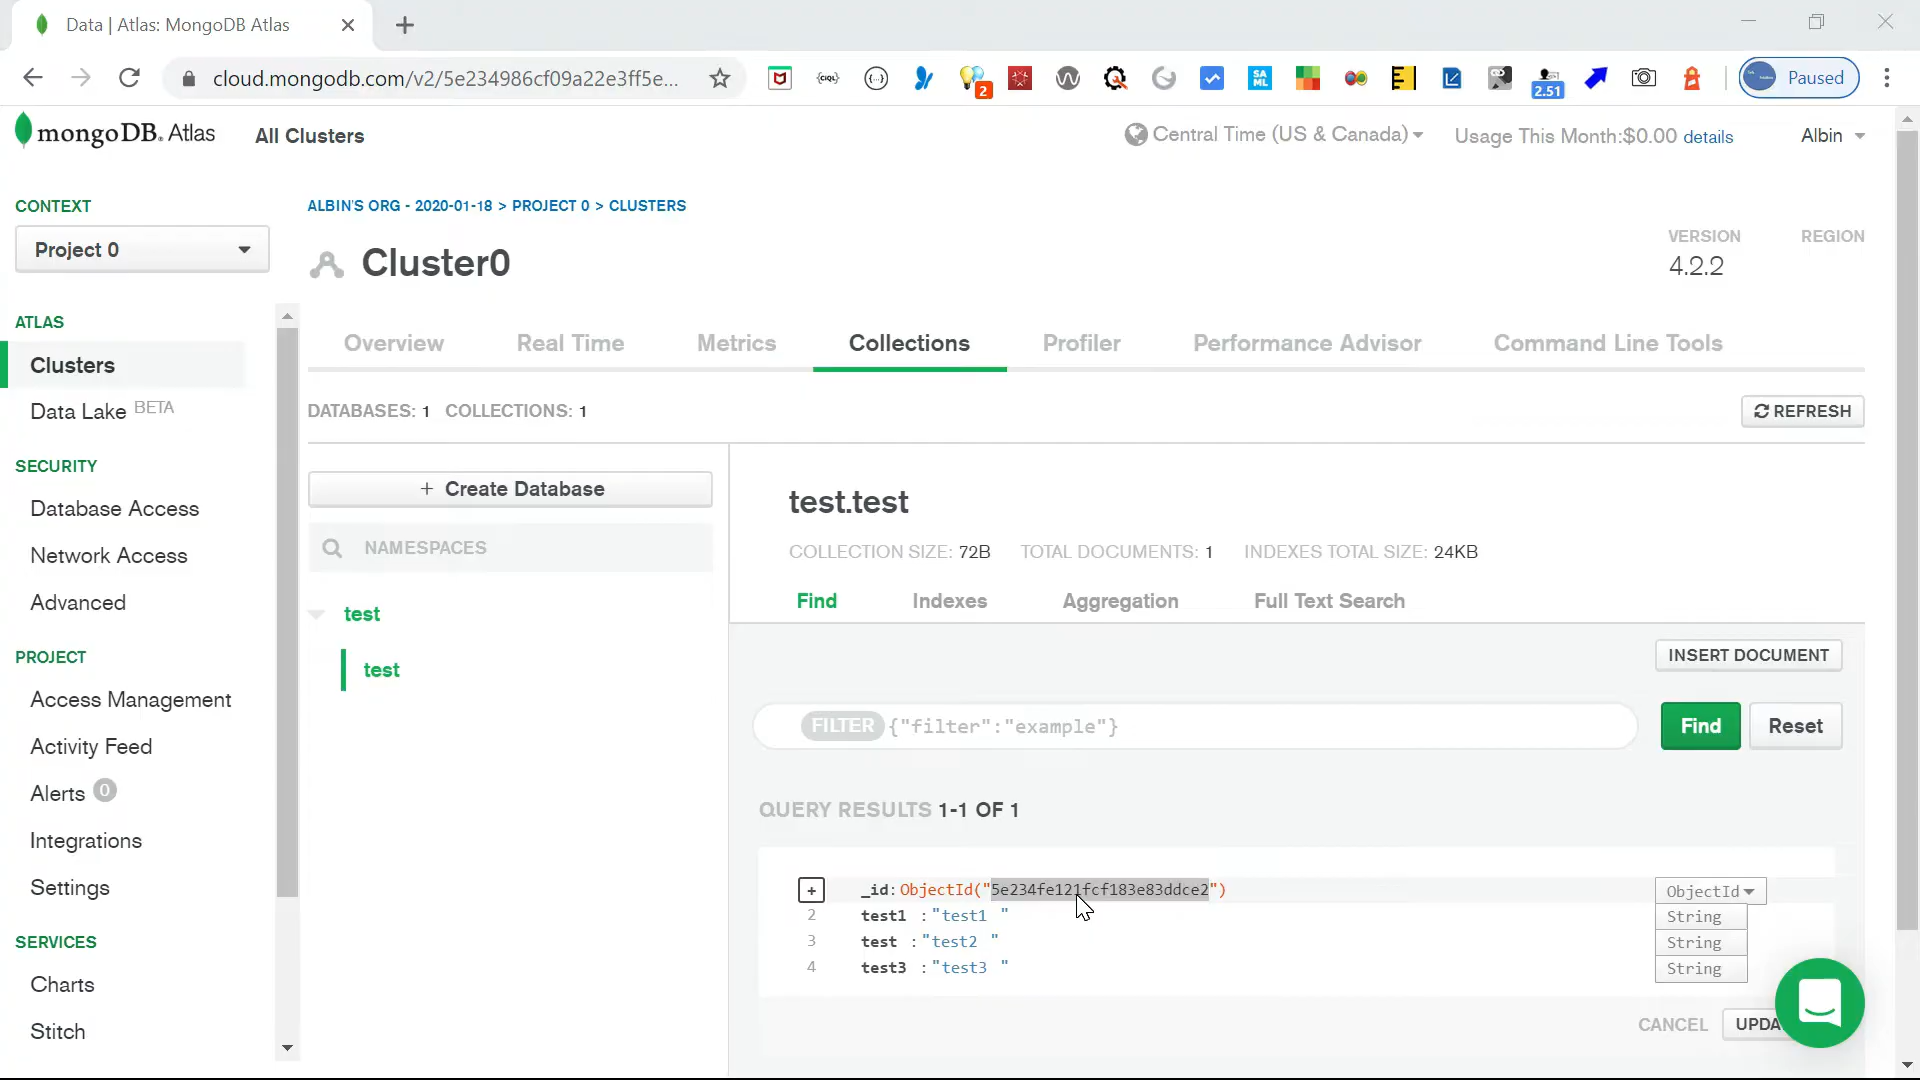 Data | Atlas: MongoDB Atlas
cloud.mongodb.com/v2/5e234986cf09a22e3ff5e...
CIQL
{...}
2
SA
ML
2.51
Paused
mongoDB. Atlas
All Clusters
Central Time (US & Canada)
Usage This Month:$0.00 details
Albin
CONTEXT
Project 0
ATLAS
Clusters
Data Lake BETA
SECURITY
Database Access
Network Access
Advanced
PROJECT
Access Management
Activity Feed
Alerts 0
Integrations
Settings
SERVICES
Charts
Stitch
ALBIN'S ORG - 2020-01-18 > PROJECT 0 > CLUSTERS
Cluster0
VERSION
4.2.2
REGION
Overview
Real Time
Metrics
Collections
Profiler
Performance Advisor
Command Line Tools
DATABASES: 1 COLLECTIONS: 1
REFRESH
+ Create Database
NAMESPACES
test
test
test.test
COLLECTION SIZE: 72B TOTAL DOCUMENTS: 1 INDEXES TOTAL SIZE: 24KB
Find
Indexes
Aggregation
Full Text Search
INSERT DOCUMENT
FILTER {"filter":"example"}
Find
Reset
QUERY RESULTS 1-1 OF 1
+ _id: ObjectId("5e234fe121fcf183e83ddce2") ObjectId
2 test1 :"test1 " String
3 test :"test2 " String
4 test3 :"test3 " String
CANCEL
UPDA